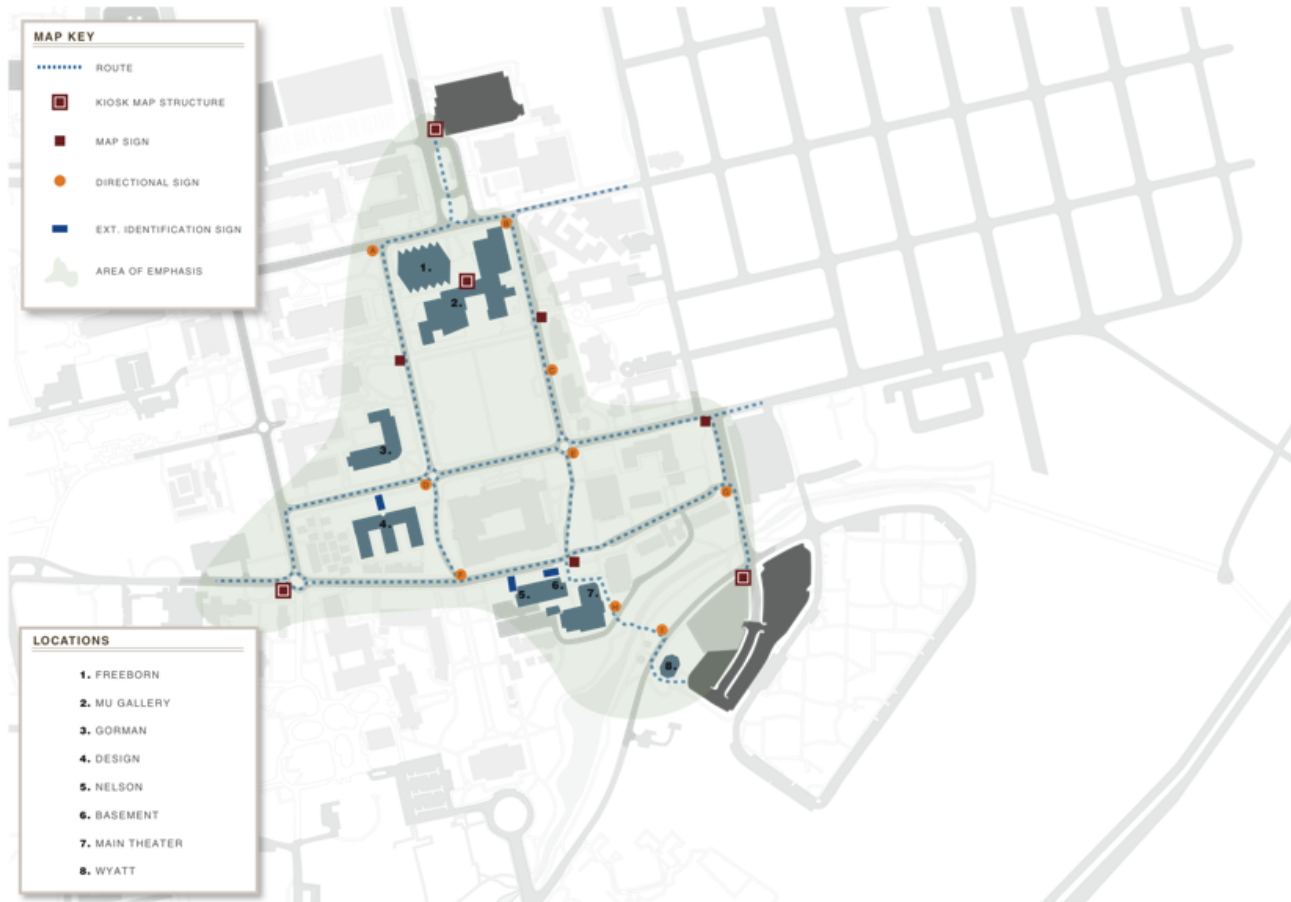 MAP KEY
ROUTE
KIOSK MAP STRUCTURE
MAP SIGN
DIRECTIONAL SIGN
EXT. IDENTIFICATION SIGN
AREA OF EMPHASIS
A
B
1.
2.
C
3.
E
D
G
4.
F
5.
6.
7.
H
I
8.
LOCATIONS
1. FREEBORN
2. MU GALLERY
3. GORMAN
4. DESIGN
5. NELSON
6. BASEMENT
7. MAIN THEATER
8. WYATT